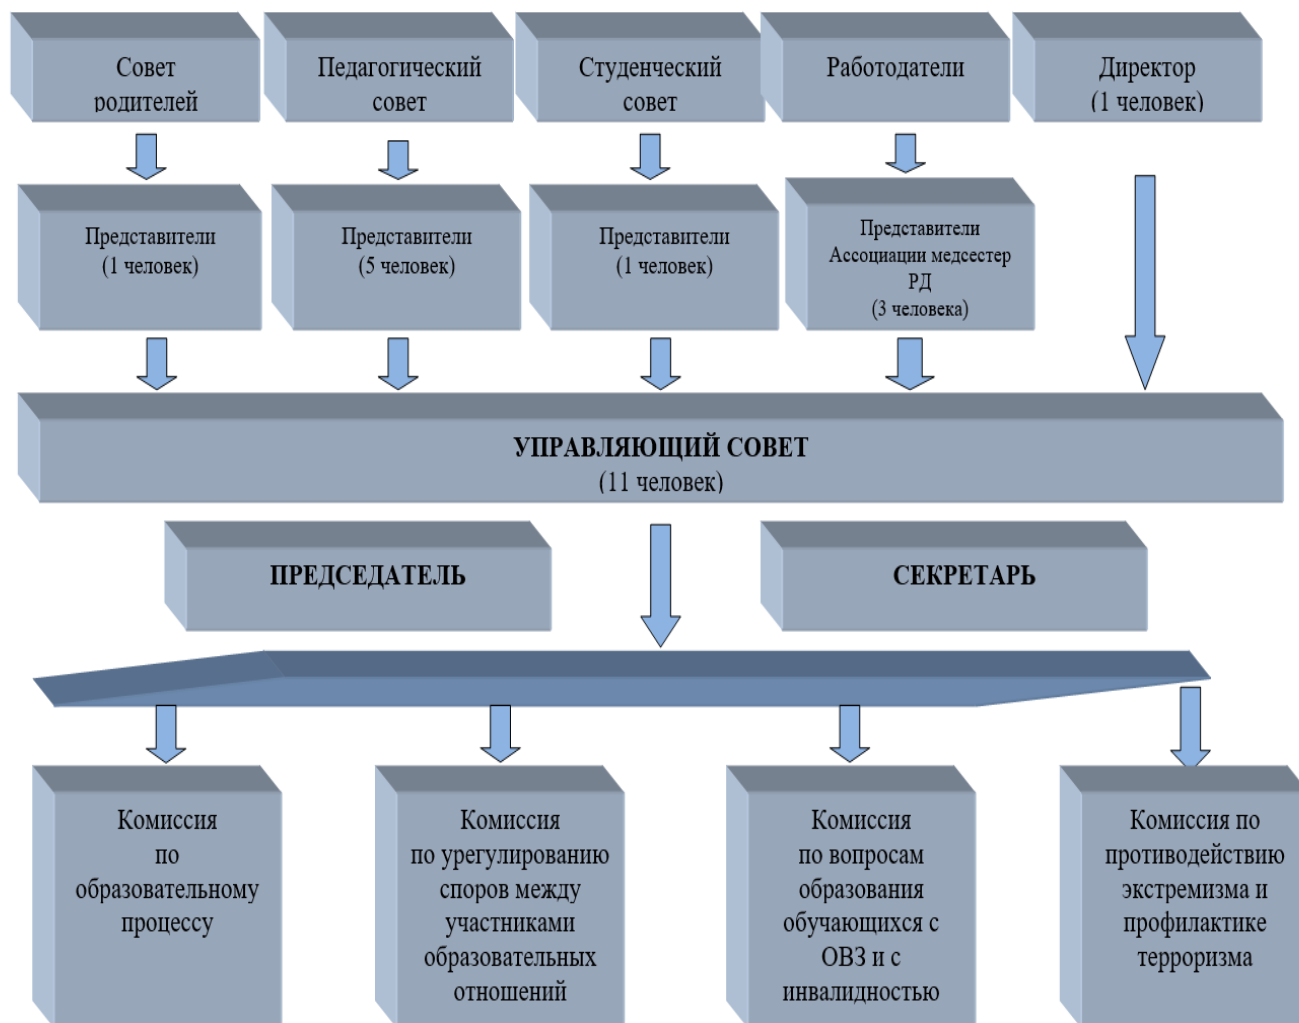 Совет
родителей
Педагогический
совет
Студенческий
совет
Работодатели
Директор
(1 человек)
Представители
(1 человек)
Представители
(5 человек)
Представители
(1 человек)
Представители
Ассоциации медсестер
РД
(3 человека)
УПРАВЛЯЮЩИЙ СОВЕТ
(11 человек)
ПРЕДСЕДАТЕЛЬ
СЕКРЕТАРЬ
Комиссия
по
образовательному
процессу
Комиссия
по урегулированию
споров между
участниками
образовательных
отношений
Комиссия
по вопросам
образования
обучающихся с
ОВЗ и с
инвалидностью
Комиссия по
противодействию
экстремизма и
профилактике
терроризма